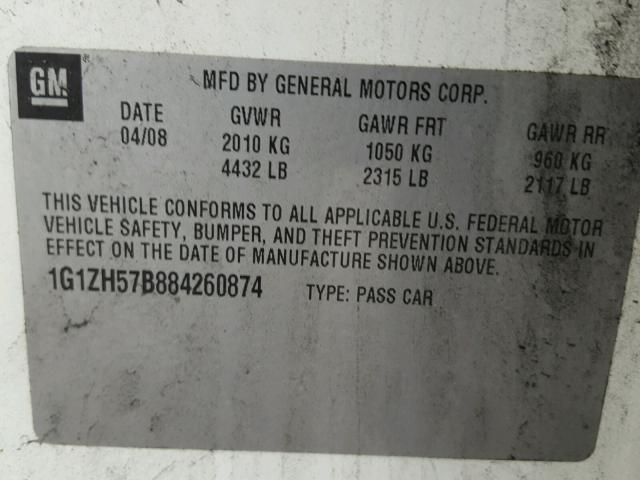 GM
MFD BY GENERAL MOTORS CORP.
DATE GVWR GAWR FRT GAWR RR
04/08 2010 KG 1050 KG 960 KG
4432 LB 2315 LB 2117 LB
THIS VEHICLE CONFORMS TO ALL APPLICABLE U.S. FEDERAL MOTOR
VEHICLE SAFETY, BUMPER, AND THEFT PREVENTION STANDARDS IN
EFFECT ON THE DATE OF MANUFACTURE SHOWN ABOVE.
1G1ZH57B884260874 TYPE: PASS CAR